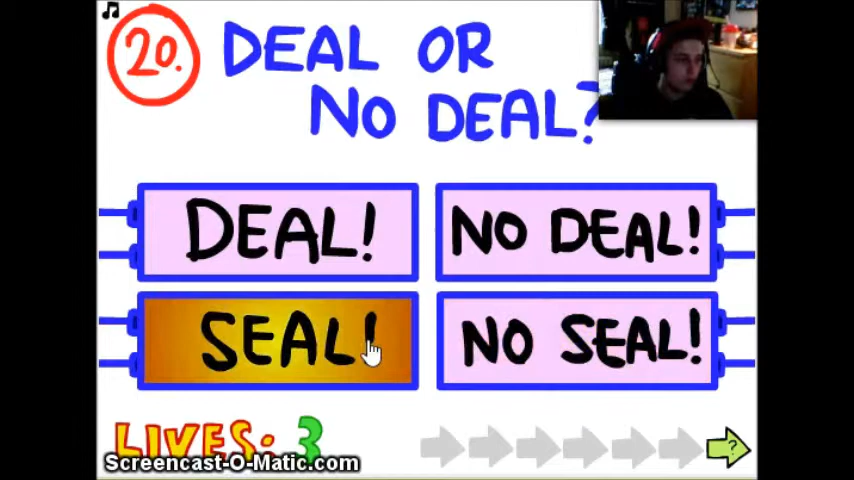 20. DEAL OR
NO DEAL?
DEAL!
NO DEAL!
SEAL!
NO SEAL!
LIVES: 3
?
Screencast-O-Matic.com